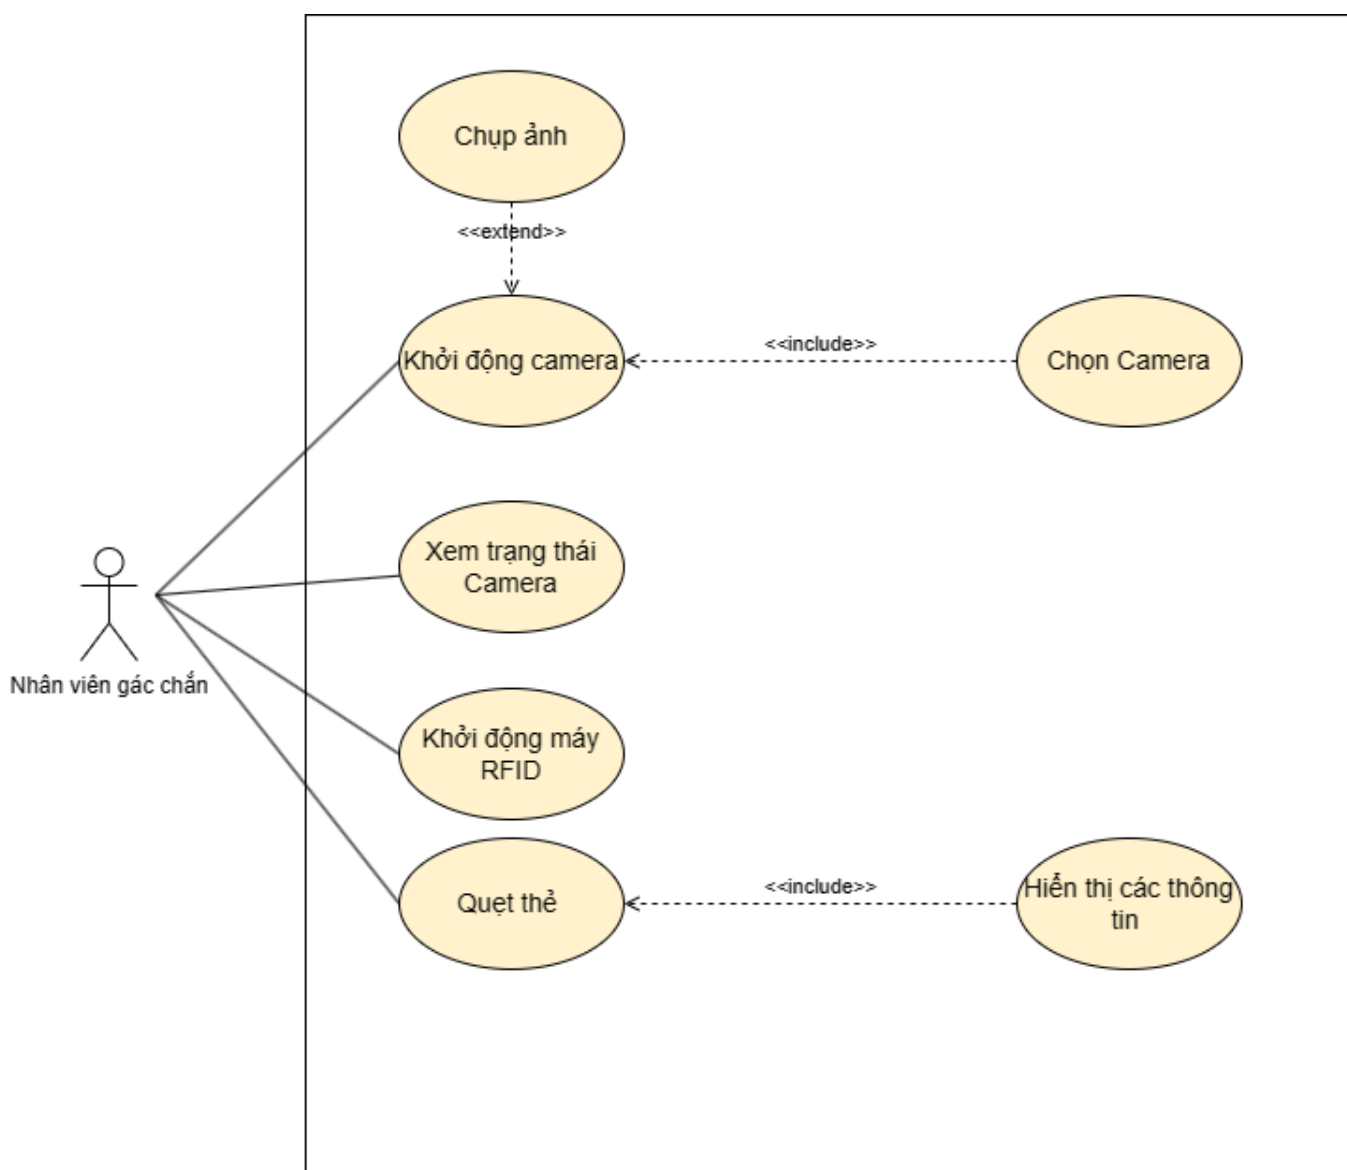 Chụp ảnh
<<extend>>
Khởi động camera
<<include>>
Chọn Camera
Xem trạng thái
Camera
Nhân viên gác chắn
Khởi động máy
RFID
Quẹt thẻ
<<include>>
Hiển thị các thông
tin